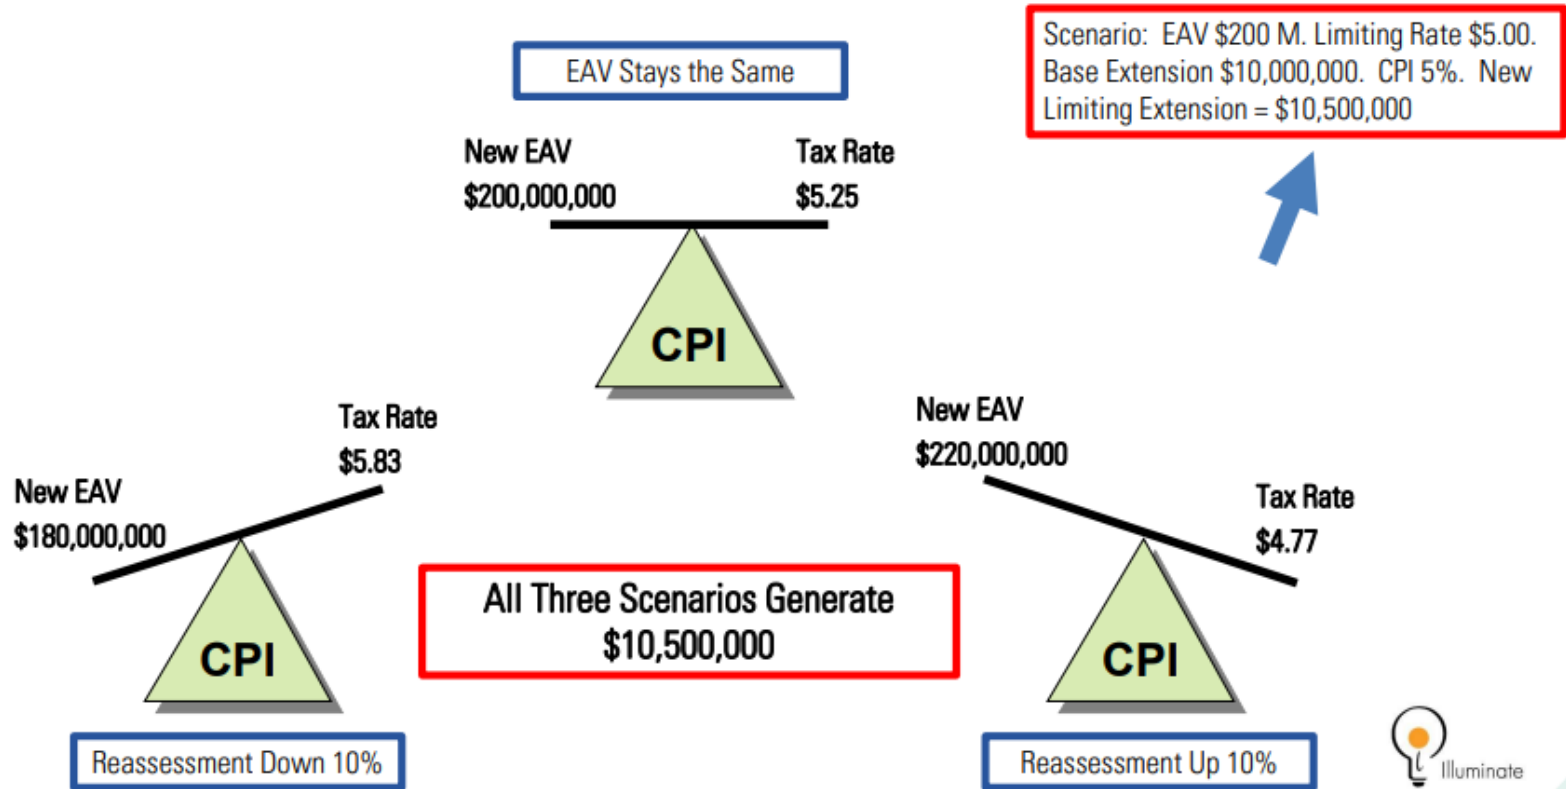 Scenario: EAV $200 M. Limiting Rate $5.00.
Base Extension $10,000,000. CPI 5%. New
Limiting Extension = $10,500,000
EAV Stays the Same
New EAV
$200,000,000
Tax Rate
$5.25
CPI
New EAV
$180,000,000
Tax Rate
$5.83
CPI
Reassessment Down 10%
All Three Scenarios Generate
$10,500,000
New EAV
$220,000,000
Tax Rate
$4.77
CPI
Reassessment Up 10%
Illuminate